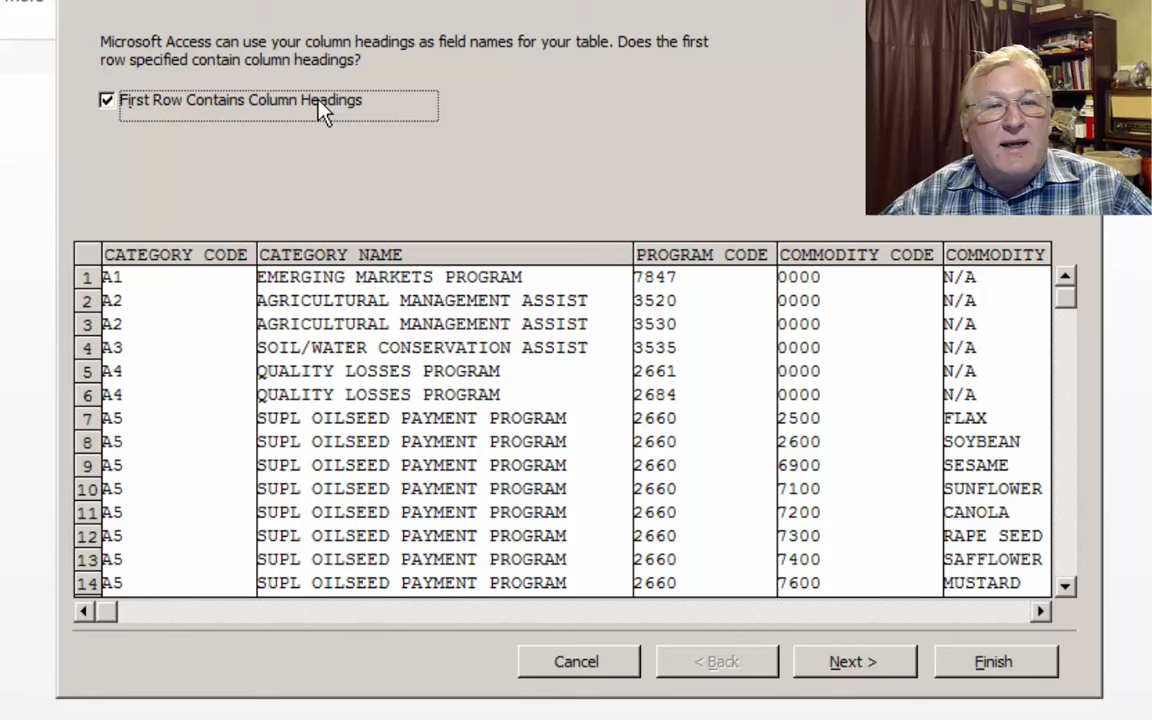 Microsoft Access can use your column headings as field names for your table. Does the first
row specified contain column headings?
First Row Contains Column Headings
CATEGORY CODE CATEGORY NAME PROGRAM CODE COMMODITY CODE COMMODITY
1 A1 EMERGING MARKETS PROGRAM 7847 0000 N/A
2 A2 AGRICULTURAL MANAGEMENT ASSIST 3520 0000 N/A
3 A2 AGRICULTURAL MANAGEMENT ASSIST 3530 0000 N/A
4 A3 SOIL/WATER CONSERVATION ASSIST 3535 0000 N/A
5 A4 QUALITY LOSSES PROGRAM 2661 0000 N/A
6 A4 QUALITY LOSSES PROGRAM 2684 0000 N/A
7 A5 SUPL OILSEED PAYMENT PROGRAM 2660 2500 FLAX
8 A5 SUPL OILSEED PAYMENT PROGRAM 2660 2600 SOYBEAN
9 A5 SUPL OILSEED PAYMENT PROGRAM 2660 6900 SESAME
10 A5 SUPL OILSEED PAYMENT PROGRAM 2660 7100 SUNFLOWER
11 A5 SUPL OILSEED PAYMENT PROGRAM 2660 7200 CANOLA
12 A5 SUPL OILSEED PAYMENT PROGRAM 2660 7300 RAPE SEED
13 A5 SUPL OILSEED PAYMENT PROGRAM 2660 7400 SAFFLOWER
14 A5 SUPL OILSEED PAYMENT PROGRAM 2660 7600 MUSTARD
Cancel < Back Next > Finish